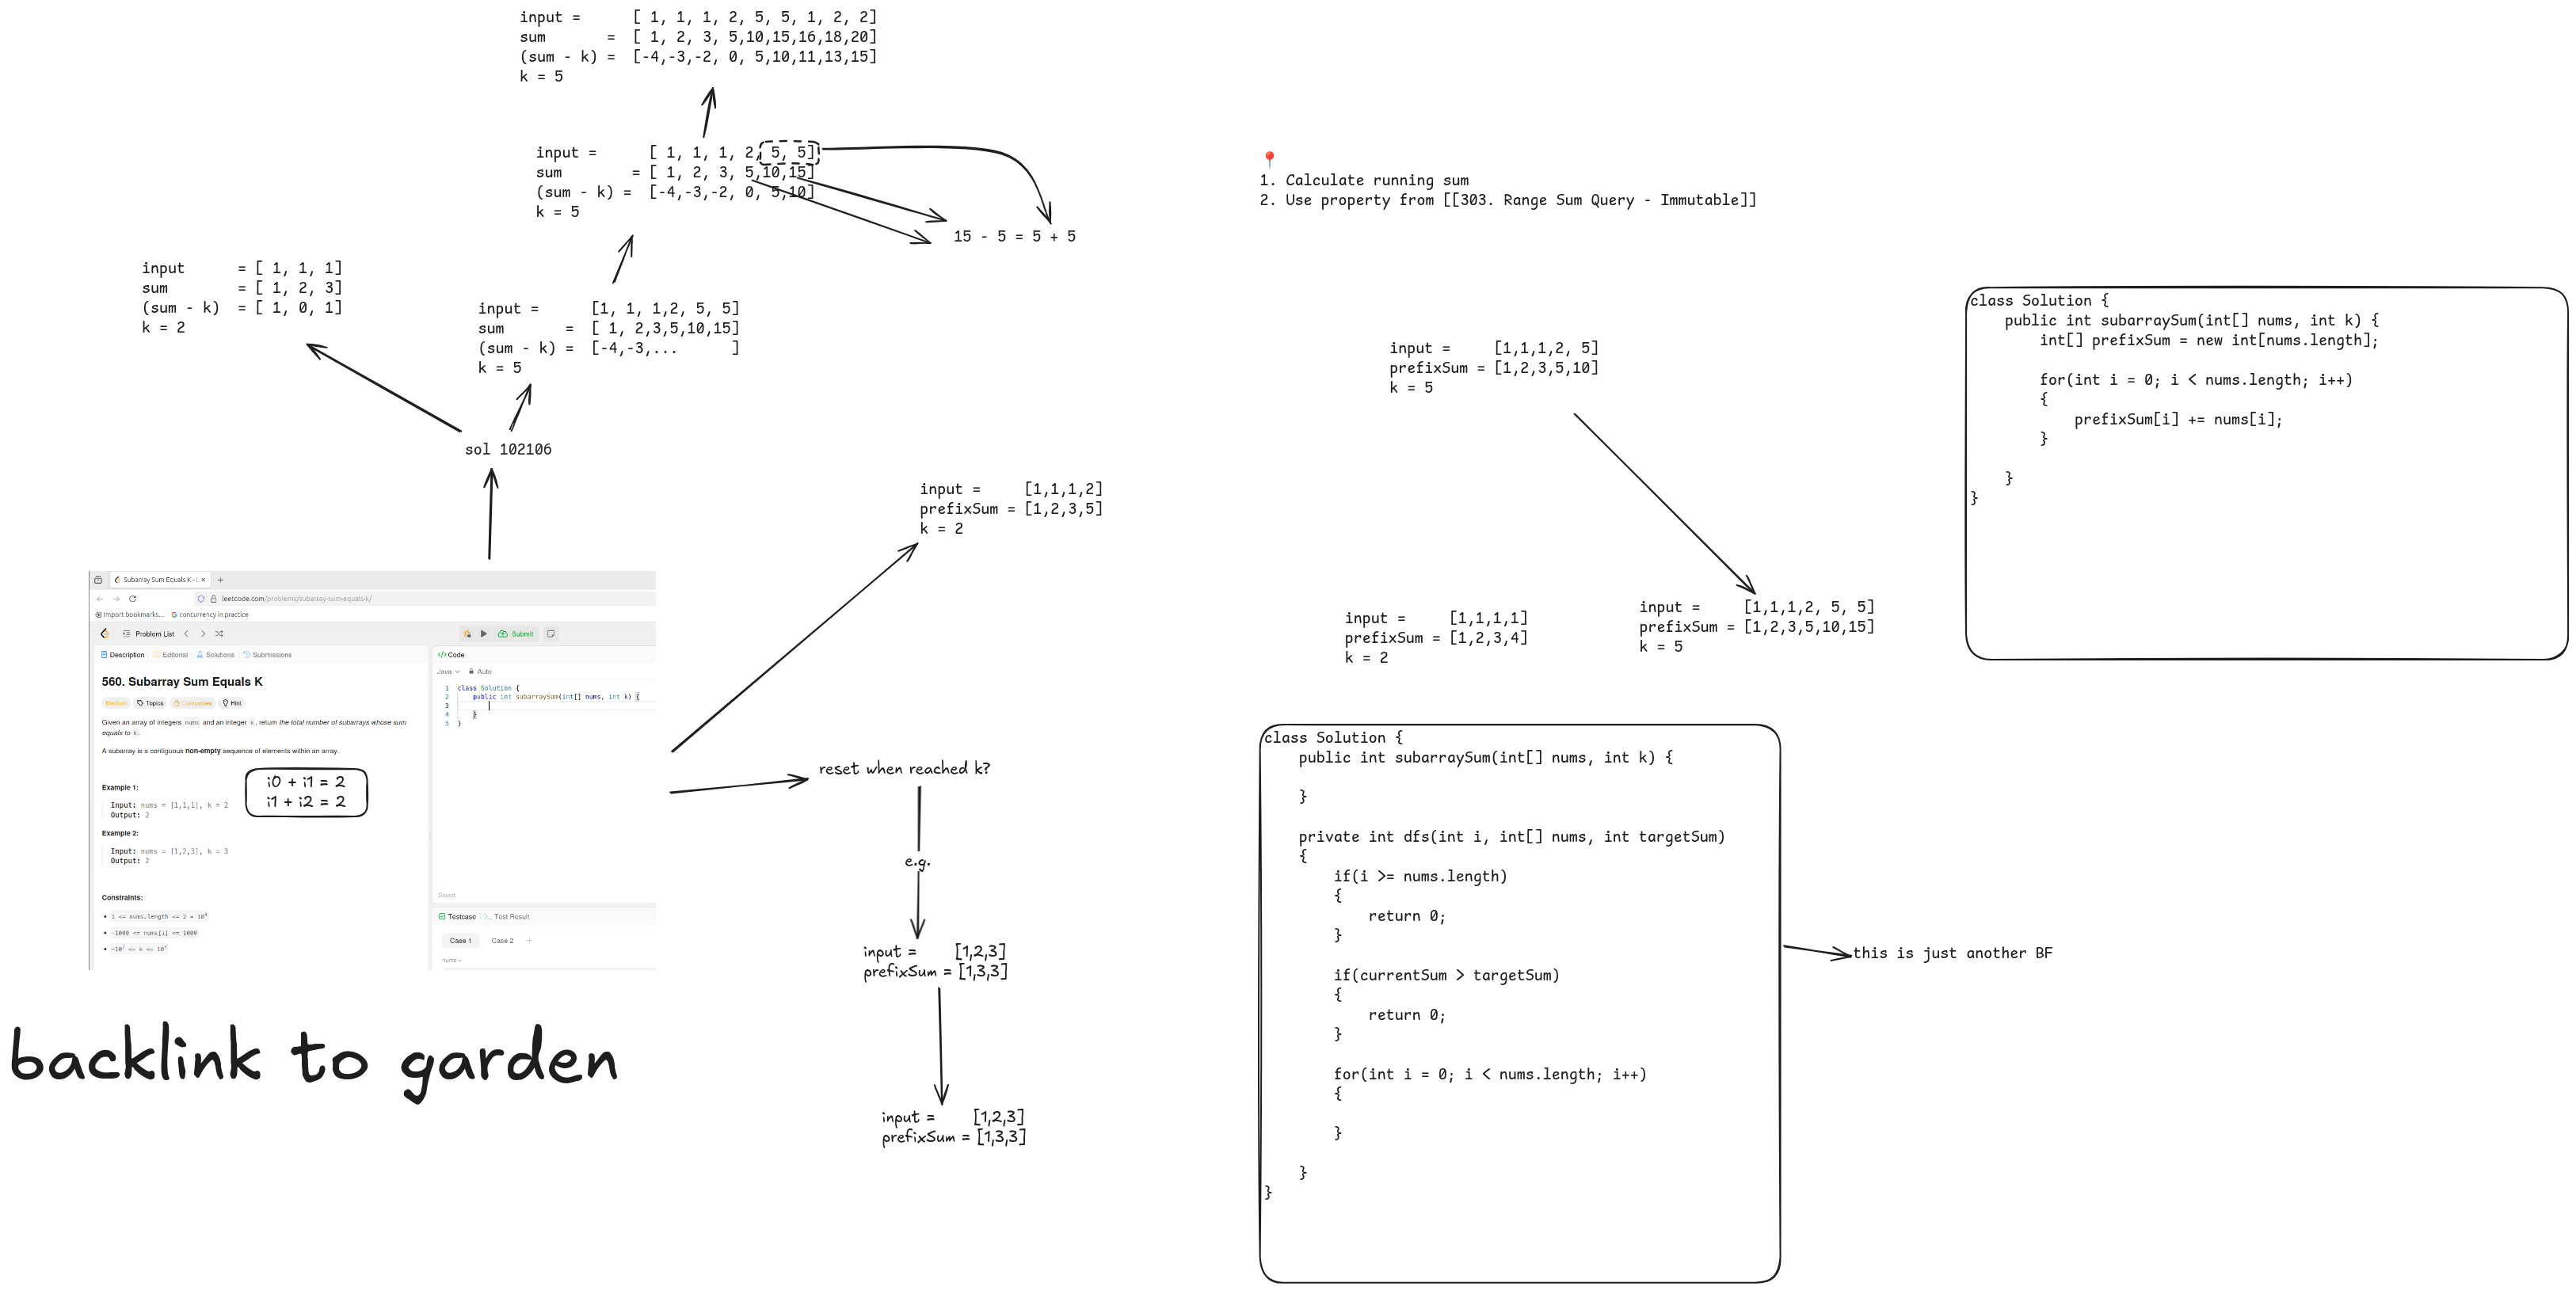 input =      [ 1, 1, 1, 2, 5, 5, 1, 2, 2]
sum       =  [ 1, 2, 3, 5,10,15,16,18,20]
(sum - k) =  [-4,-3,-2, 0, 5,10,11,13,15]
k = 5
input =      [ 1, 1, 1, 2, 5, 5]
sum        = [ 1, 2, 3, 5,10,15]
(sum - k) =  [-4,-3,-2, 0, 5,10]
k = 5
15 - 5 = 5 + 5
input      = [ 1, 1, 1]
sum        = [ 1, 2, 3]
(sum - k)  = [ 1, 0, 1]
k = 2
input =      [1, 1, 1,2, 5, 5]
sum       =  [ 1, 2,3,5,10,15]
(sum - k) =  [-4,-3,...      ]
k = 5
sol 102106
Subarray Sum Equals K - L
leetcode.com/problems/subarray-sum-equals-k/
Import bookmarks...
concurrency in practice
Problem List
Submit
Description
Editorial
Solutions
Submissions
560. Subarray Sum Equals K
Medium
Topics
Companies
Hint
Given an array of integers nums and an integer k, return the total number of subarrays whose sum
equals to k.
A subarray is a contiguous non-empty sequence of elements within an array.
i0 + i1 = 2
i1 + i2 = 2
Example 1:
Input: nums = [1,1,1], k = 2
Output: 2
Example 2:
Input: nums = [1,2,3], k = 3
Output: 2
Constraints:
1 <= nums.length <= 2 * 10⁴
-1000 <= nums[i] <= 1000
-10⁷ <= k <= 10⁷
Code
Java
Auto
1 class Solution {
2     public int subarraySum(int[] nums, int k) {
3
4     }
5 }
Saved
Testcase
Test Result
Case 1
Case 2
nums =
backlink to garden
input =     [1,1,1,2]
prefixSum = [1,2,3,5]
k = 2
reset when reached k?
e.g.
input =     [1,2,3]
prefixSum = [1,3,3]
input =     [1,2,3]
prefixSum = [1,3,3]
📍
1. Calculate running sum
2. Use property from [[303. Range Sum Query - Immutable]]
input =     [1,1,1,2, 5]
prefixSum = [1,2,3,5,10]
k = 5
input =     [1,1,1,1]
prefixSum = [1,2,3,4]
k = 2
input =     [1,1,1,2, 5, 5]
prefixSum = [1,2,3,5,10,15]
k = 5
class Solution {
    public int subarraySum(int[] nums, int k) {
        int[] prefixSum = new int[nums.length];
        for(int i = 0; i < nums.length; i++)
        {
            prefixSum[i] += nums[i];
        }
    }
}
class Solution {
    public int subarraySum(int[] nums, int k) {
    }
    private int dfs(int i, int[] nums, int targetSum)
    {
        if(i >= nums.length)
        {
            return 0;
        }
        if(currentSum > targetSum)
        {
            return 0;
        }
        for(int i = 0; i < nums.length; i++)
        {
        }
    }
}
this is just another BF